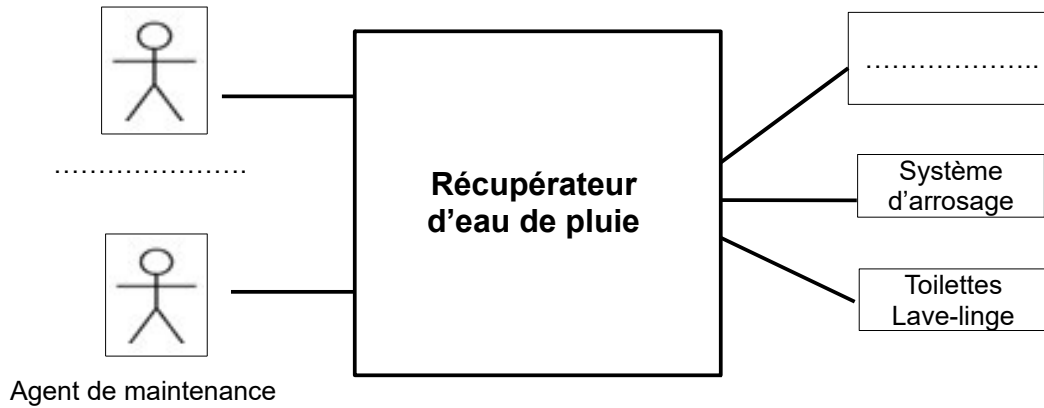 …………………..
…………………
Système
d’arrosage
Récupérateur
d’eau de pluie
Toilettes
Lave-linge
Agent de maintenance